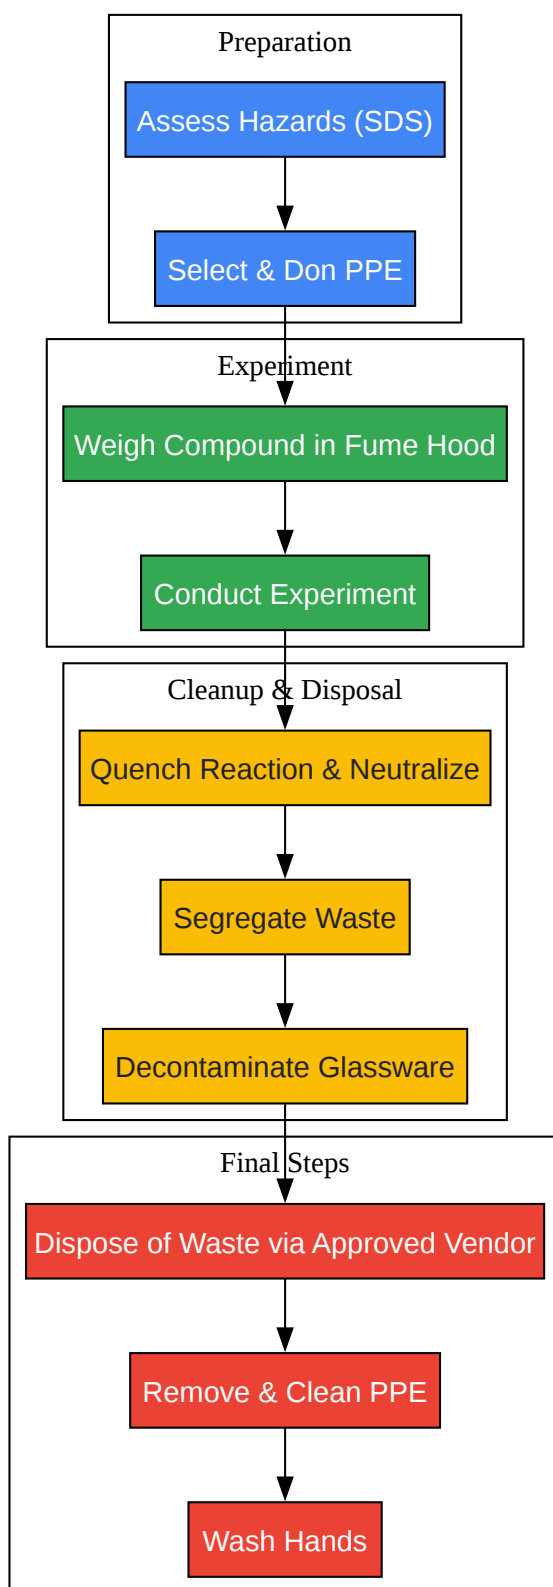 Preparation
Assess Hazards (SDS)
Select & Don PPE
Experiment
Weigh Compound in Fume Hood
Conduct Experiment
Cleanup & Disposal
Quench Reaction & Neutralize
Segregate Waste
Decontaminate Glassware
Final Steps
Dispose of Waste via Approved Vendor
Remove & Clean PPE
Wash Hands